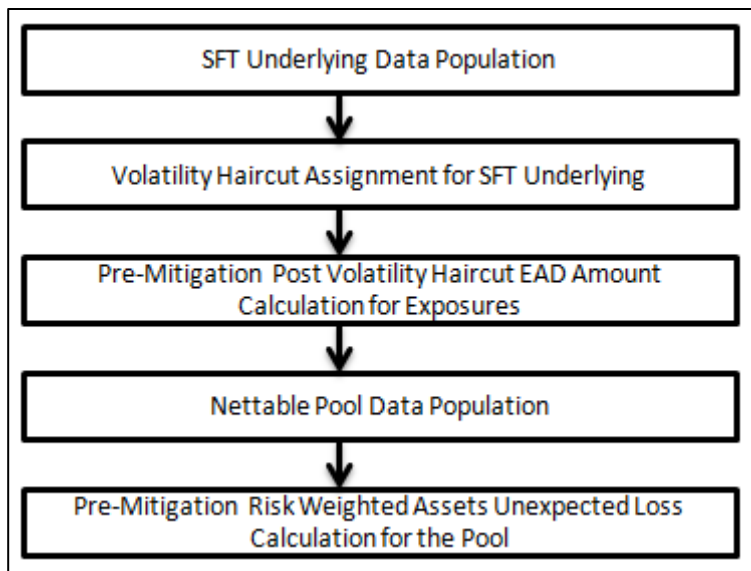 SFT Underlying Data Population
Volatility Haircut Assignment for SFT Underlying
Pre-Mitigation Post Volatility Haircut EAD Amount
Calculation for Exposures
Nettable Pool Data Population
Pre-Mitigation Risk Weighted Assets Unexpected Loss
Calculation for the Pool